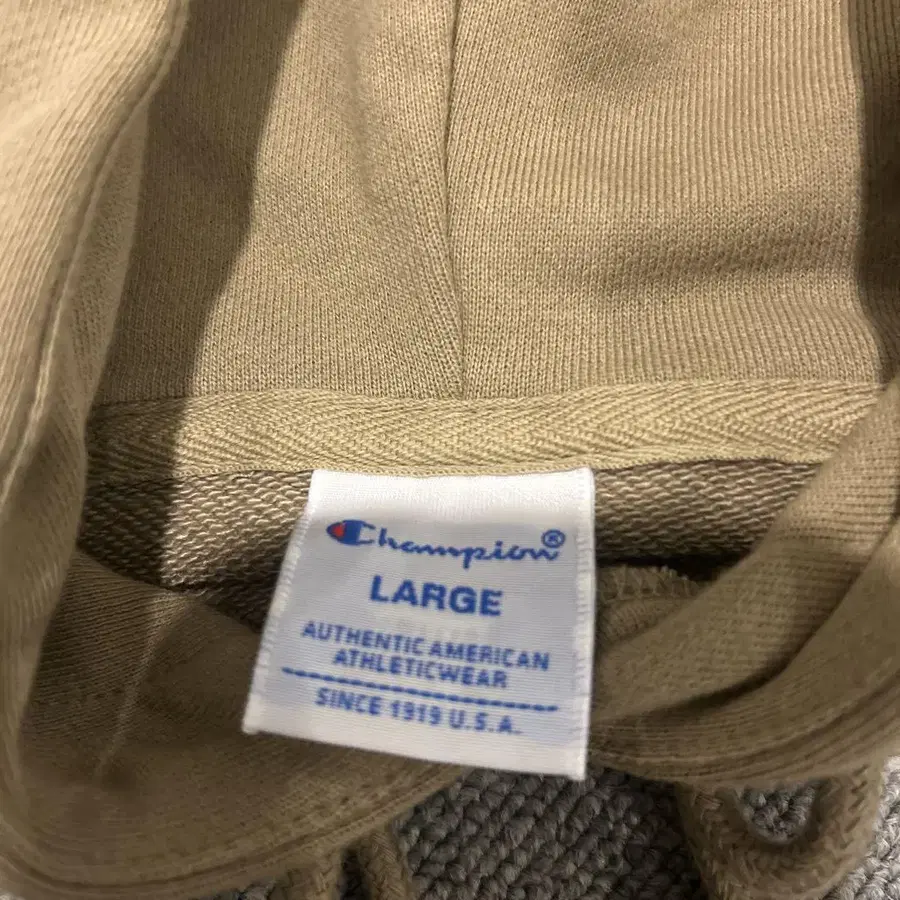 Champion®
LARGE
AUTHENTIC AMERICAN
ATHLETICWEAR
SINCE 1919 U.S.A.